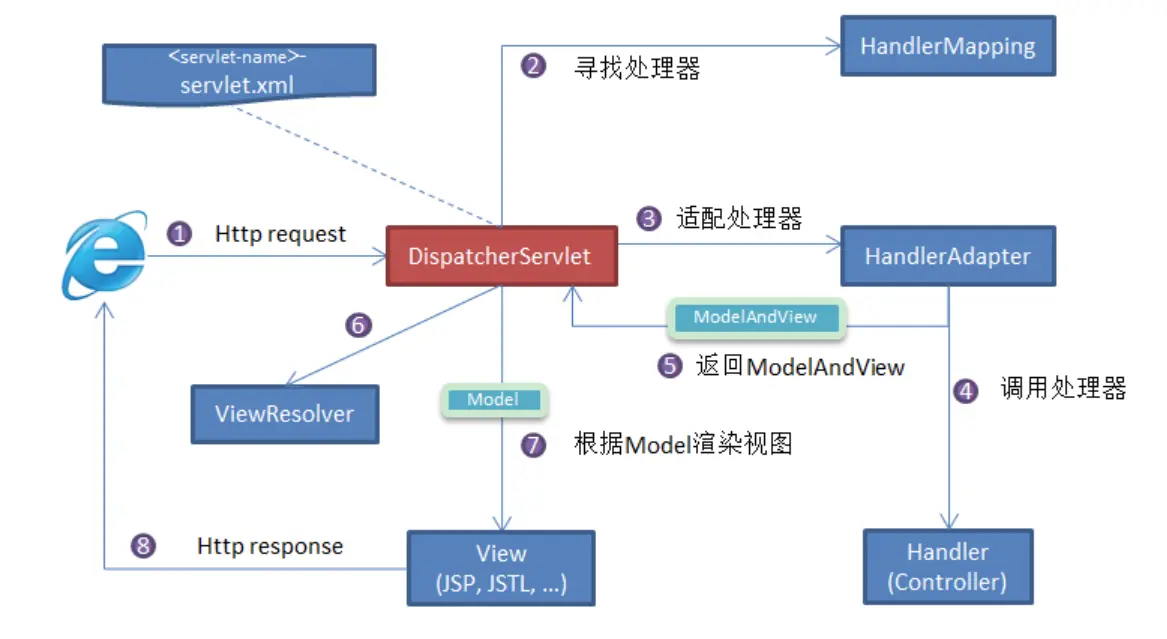 <servlet-name>-
servlet.xml
2 寻找处理器
HandlerMapping
1 Http request
DispatcherServlet
3 适配处理器
HandlerAdapter
ModelAndView
5 返回ModelAndView
4 调用处理器
6
ViewResolver
Model
7 根据Model渲染视图
8 Http response
View
(JSP, JSTL, ...)
Handler
(Controller)